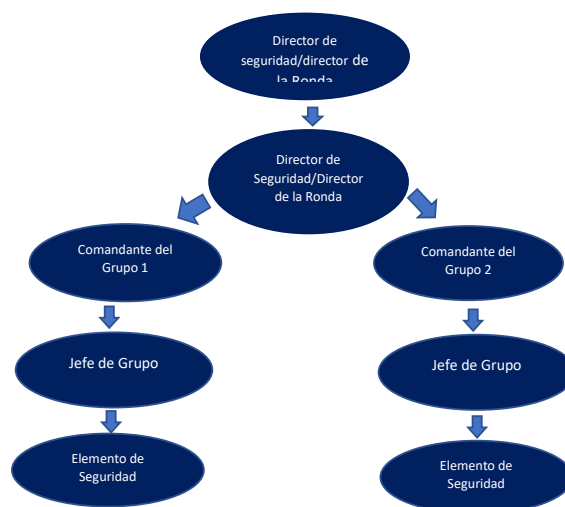 Director de
seguridad/director de
la Ronda
Director de
Seguridad/Director
de la Ronda
Comandante del
Grupo 1
Comandante del
Grupo 2
Jefe de Grupo
Jefe de Grupo
Elemento de
Seguridad
Elemento de
Seguridad